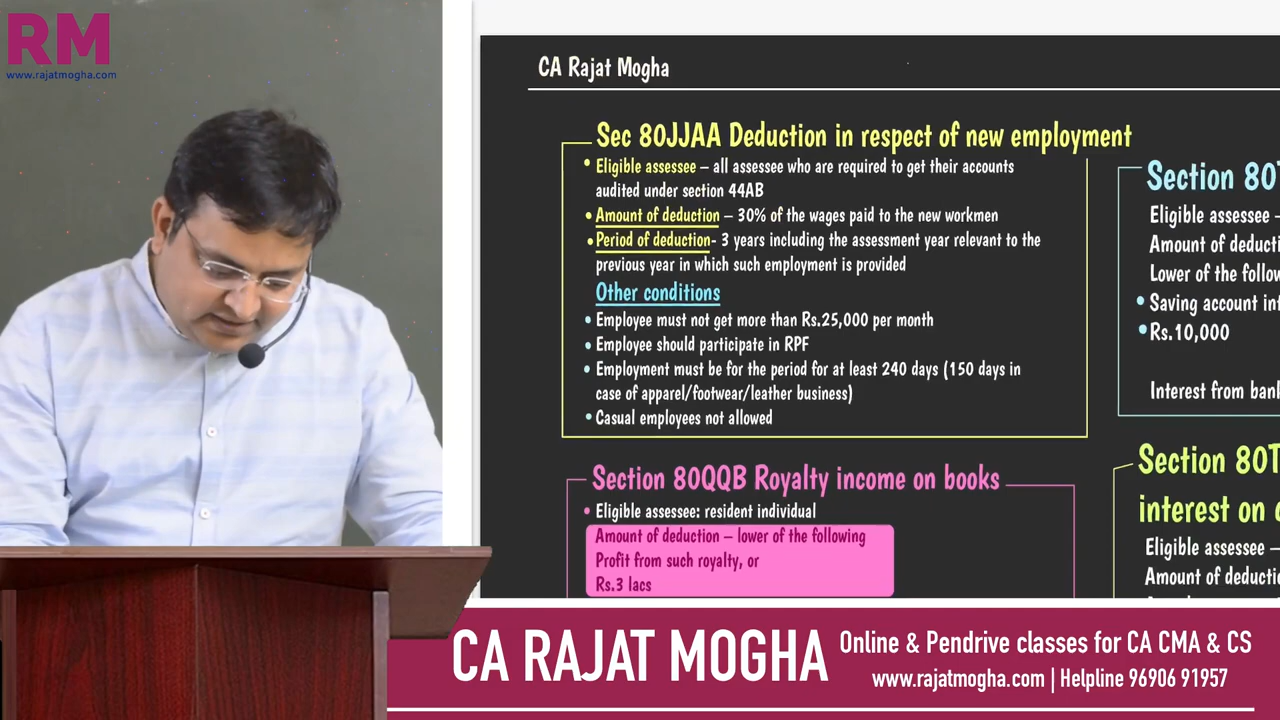 RM
www.rajatmogha.com
CA Rajat Mogha
Sec 80JJAA Deduction in respect of new employment
• Eligible assessee – all assessee who are required to get their accounts
audited under section 44AB
• Amount of deduction – 30% of the wages paid to the new workmen
• Period of deduction- 3 years including the assessment year relevant to the
previous year in which such employment is provided
Other conditions
• Employee must not get more than Rs.25,000 per month
• Employee should participate in RPF
• Employment must be for the period for at least 240 days (150 days in
case of apparel/footwear/leather business)
• Casual employees not allowed
Section 80QQB Royalty income on books
• Eligible assessee: resident individual
Amount of deduction – lower of the following
Profit from such royalty, or
Rs.3 lacs
Section 80T
Eligible assessee –
Amount of deducti
Lower of the follow
• Saving account int
• Rs.10,000
Interest from bank
Section 80T
interest on
Eligible assessee –
Amount of deductio
CA RAJAT MOGHA
Online & Pendrive classes for CA CMA & CS
www.rajatmogha.com | Helpline 96906 91957